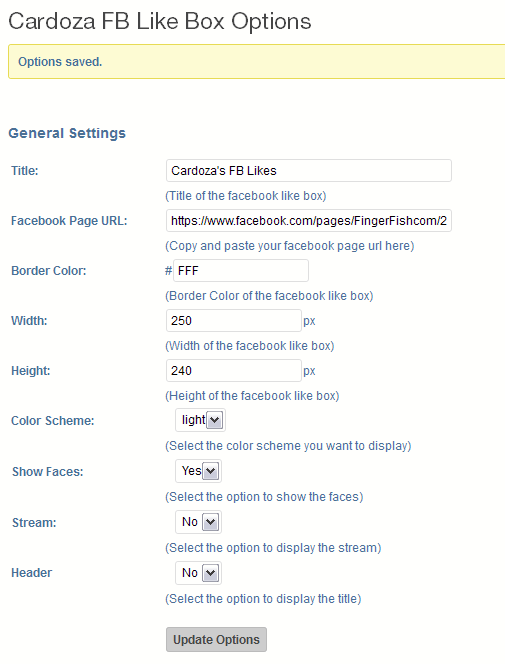 Cardoza FB Like Box Options
Options saved.
General Settings
Title: Cardoza's FB Likes
(Title of the facebook like box)
Facebook Page URL: https://www.facebook.com/pages/FingerFishcom/2
(Copy and paste your facebook page url here)
Border Color: # FFF
(Border Color of the facebook like box)
Width: 250 px
(Width of the facebook like box)
Height: 240 px
(Height of the facebook like box)
Color Scheme: light
(Select the color scheme you want to display)
Show Faces: Yes
(Select the option to show the faces)
Stream: No
(Select the option to display the stream)
Header No
(Select the option to display the title)
Update Options